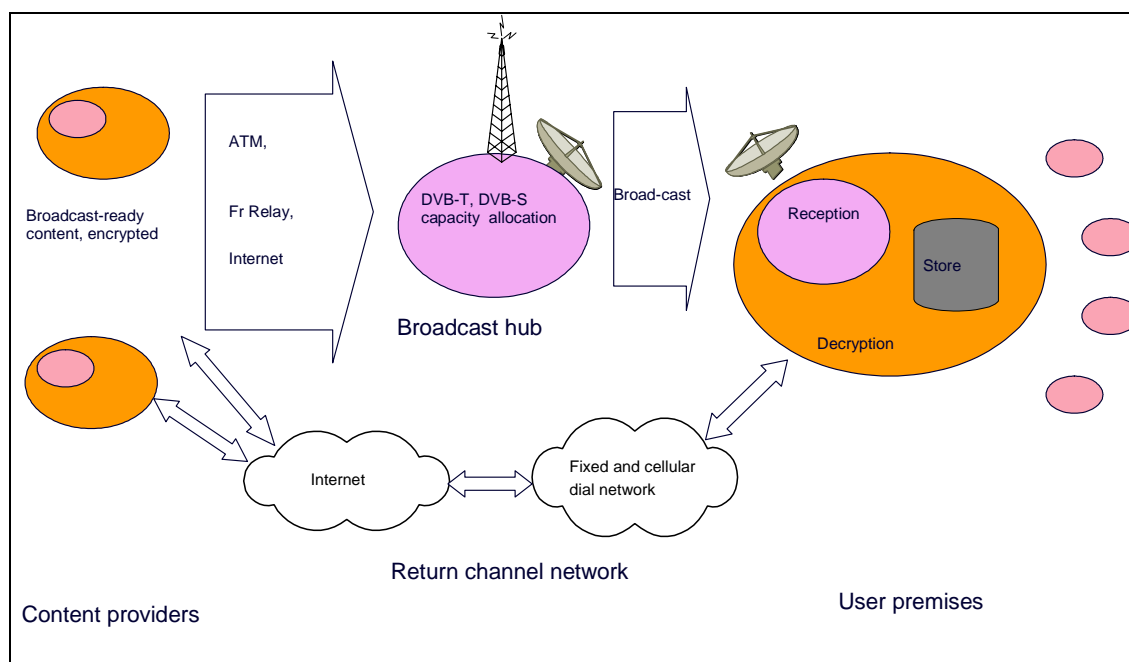 ATM,
Fr Relay,
Internet
Broadcast-ready
content, encrypted
DVB-T, DVB-S
capacity allocation
Broadcast hub
Broad-cast
Reception
Store
Decryption
Internet
Fixed and cellular
dial network
Return channel network
Content providers
User premises